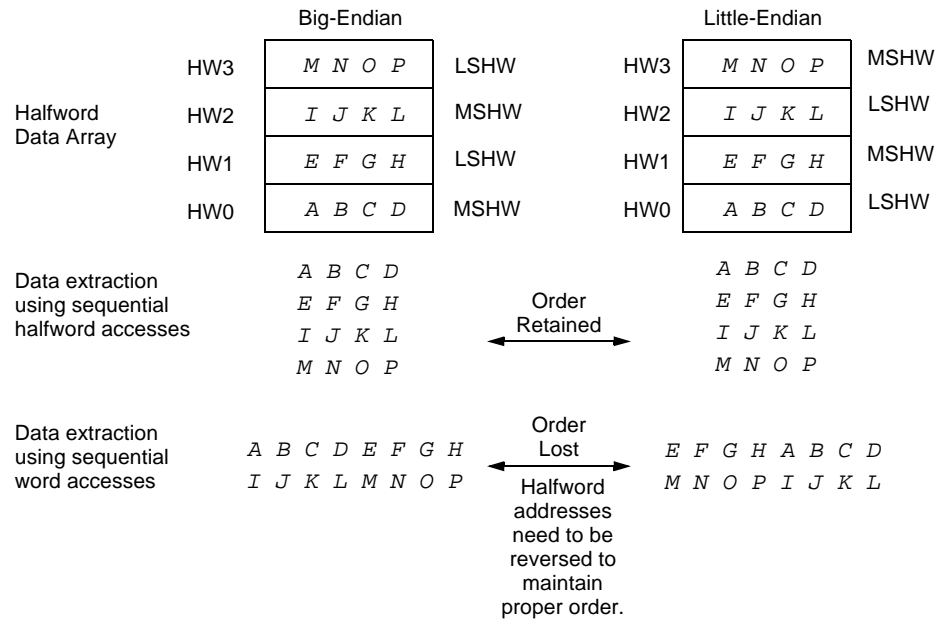 Big-Endian Little-Endian
HW3 M N O P LSHW HW3 M N O P MSHW
Halfword
Data Array
HW2 I J K L MSHW HW2 I J K L LSHW
HW1 E F G H LSHW HW1 E F G H MSHW
HW0 A B C D MSHW HW0 A B C D LSHW
Data extraction
using sequential
halfword accesses
A B C D
E F G H
I J K L
M N O P
Order
Retained
A B C D
E F G H
I J K L
M N O P
Data extraction
using sequential
word accesses
A B C D E F G H
I J K L M N O P
Order
Lost
Halfword
addresses
need to be
reversed to
maintain
proper order.
E F G H A B C D
M N O P I J K L